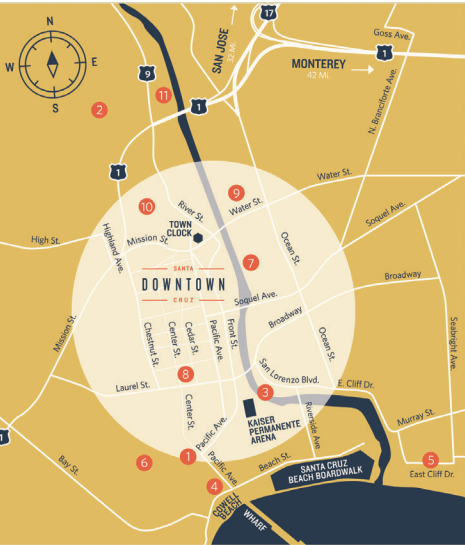 17
Goss Ave.
N
SAN JOSE
32 MI.
MONTEREY
42 MI.
1
W
E
9
S
11
1
2
N. Branciforte Ave.
1
Water St.
9
10
River St.
Water St.
Soquel Ave.
TOWN
CLOCK
High St.
Highland Ave.
Mission St.
Ocean St.
7
SANTA
DOWNTOWN
CRUZ
Broadway
Soquel Ave.
Broadway
Mission St.
Chestnut St.
Center St.
Cedar St.
Pacific Ave.
Front St.
Ocean St.
Seabright Ave.
8
San Lorenzo Blvd.
Laurel St.
E. Cliff Dr.
3
Center St.
Pacific Ave.
KAISER
PERMANENTE
ARENA
Riverside Ave.
Murray St.
1
Bay St.
6
1
Pacific Ave.
Beach St.
SANTA CRUZ
BEACH BOARDWALK
5
East Cliff Dr.
4
COWELL
BEACH
WHARF